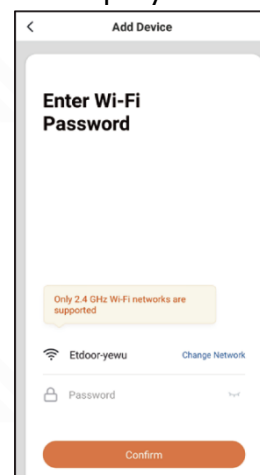 Add Device
Enter Wi-Fi
Password
Only 2.4 GHz Wi-Fi networks are
supported
Etdoor-yewu Change Network
Password
Confirm